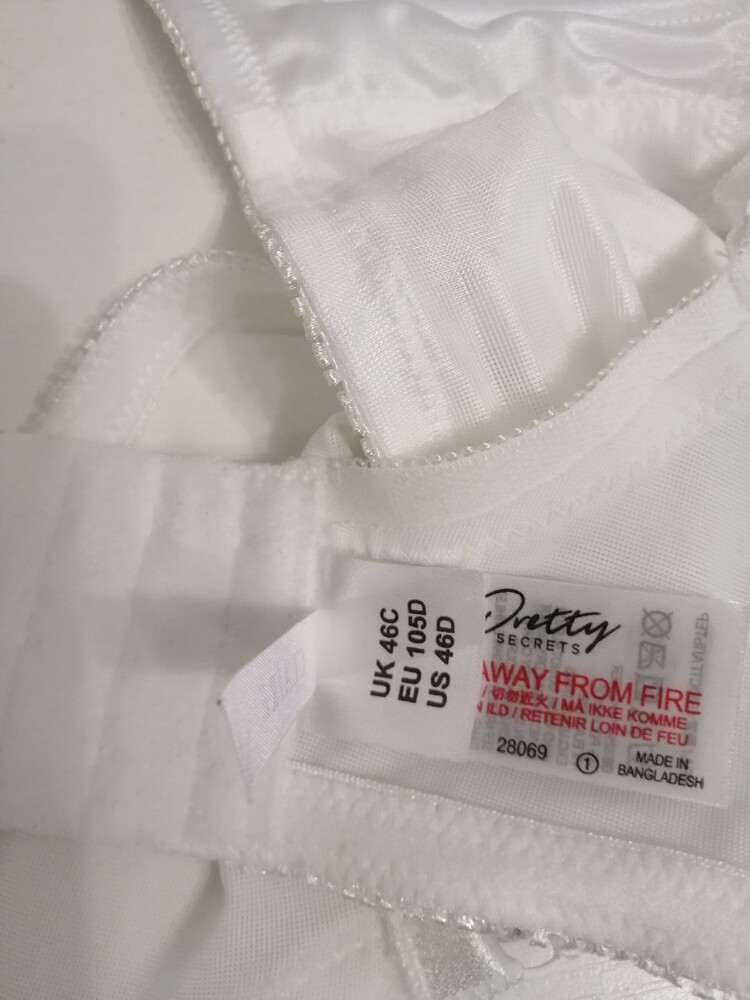 UK 46C
EU 105D
US 46D
Pretty
SECRETS
AWAY FROM FIRE
/ 切勿近火 / MÅ IKKE KOMME
ILD / RETENIR LOIN DE FEU
28069
1
MADE IN
BANGLADESH